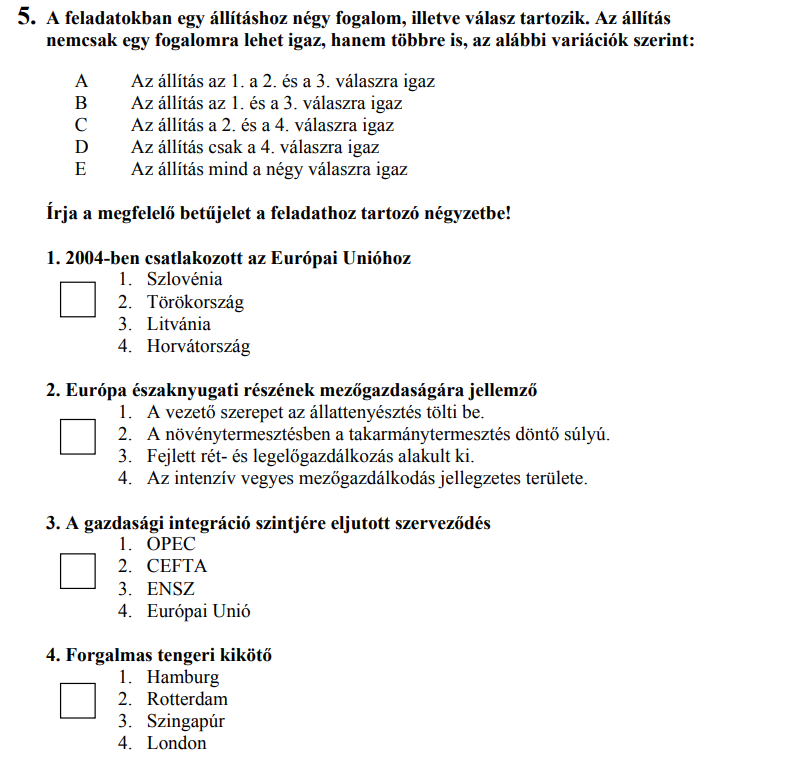 5. A feladatokban egy állításhoz négy fogalom, illetve válasz tartozik. Az állítás
nemcsak egy fogalomra lehet igaz, hanem többre is, az alábbi variációk szerint:
A Az állítás az 1. a 2. és a 3. válaszra igaz
B Az állítás az 1. és a 3. válaszra igaz
C Az állítás a 2. és a 4. válaszra igaz
D Az állítás csak a 4. válaszra igaz
E Az állítás mind a négy válaszra igaz
Írja a megfelelő betűjelet a feladathoz tartozó négyzetbe!
1. 2004-ben csatlakozott az Európai Unióhoz
1. Szlovénia
2. Törökország
3. Litvánia
4. Horvátország
2. Európa északnyugati részének mezőgazdaságára jellemző
1. A vezető szerepet az állattenyésztés tölti be.
2. A növénytermesztésben a takarmánytermesztés döntő súlyú.
3. Fejlett rét- és legelőgazdálkozás alakult ki.
4. Az intenzív vegyes mezőgazdálkodás jellegzetes területe.
3. A gazdasági integráció szintjére eljutott szerveződés
1. OPEC
2. CEFTA
3. ENSZ
4. Európai Unió
4. Forgalmas tengeri kikötő
1. Hamburg
2. Rotterdam
3. Szingapúr
4. London